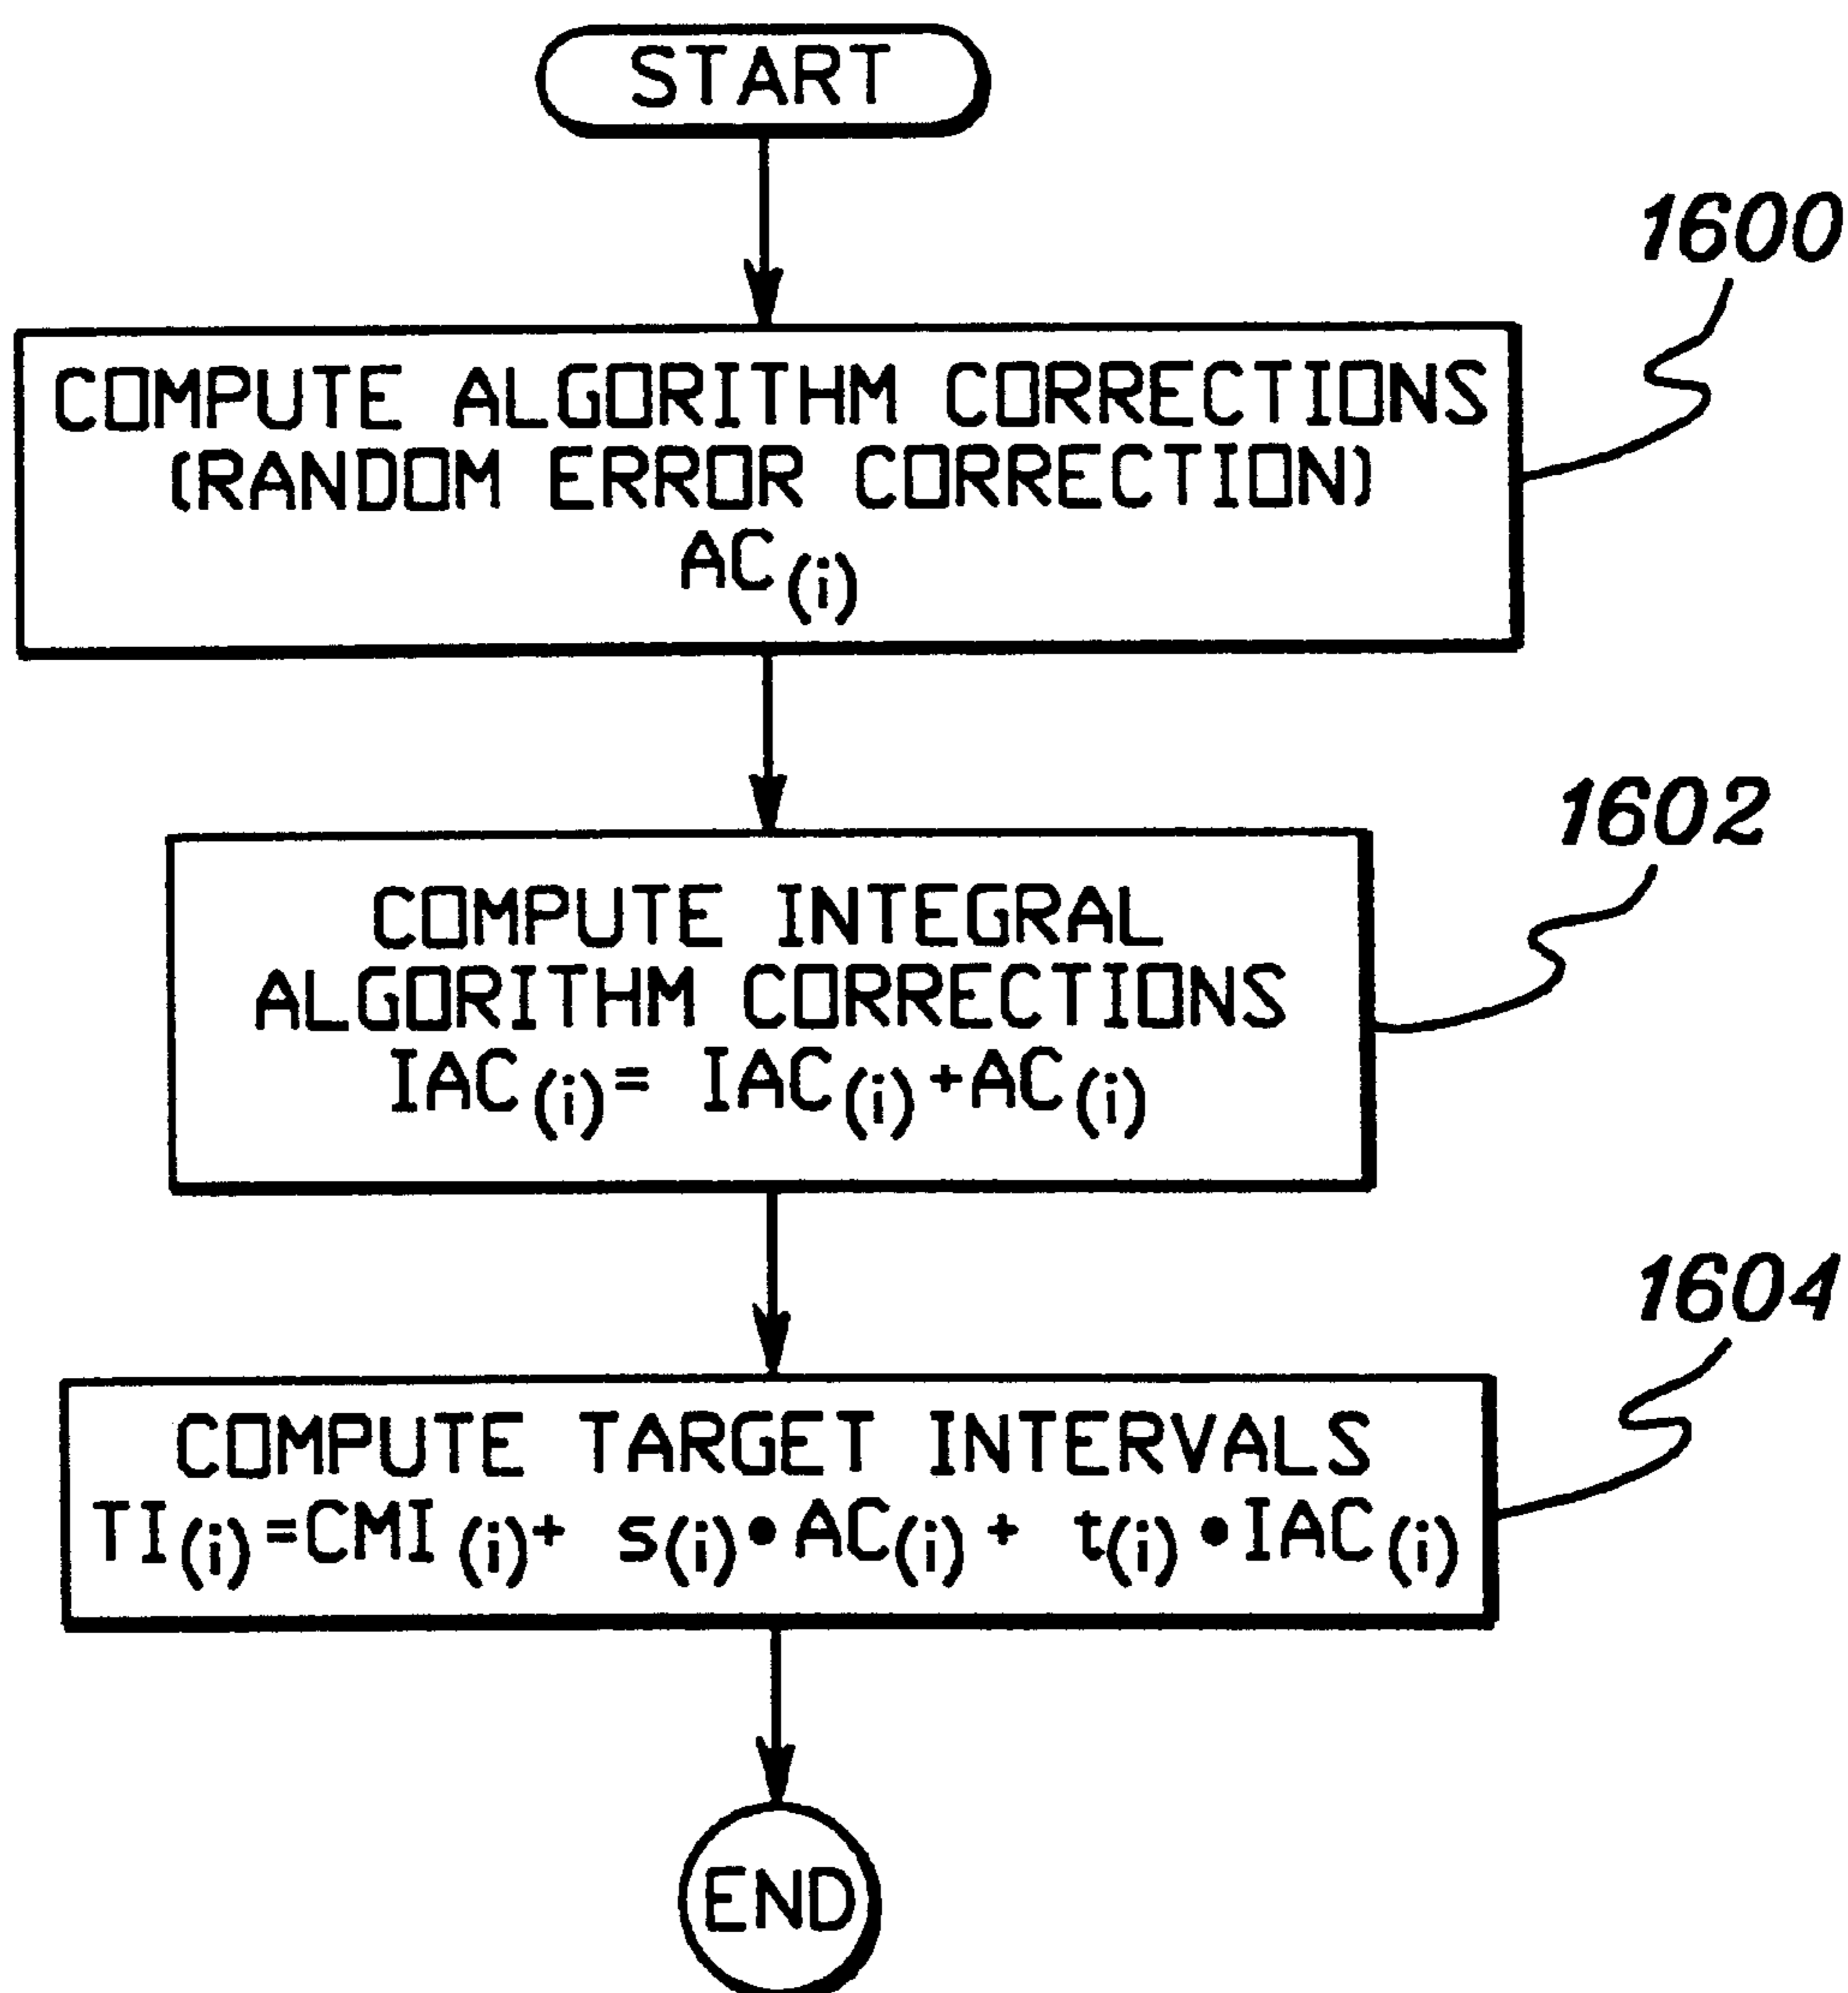 START
1600
COMPUTE ALGORITHM CORRECTIONS
(RANDOM ERROR CORRECTION)
AC(i)
1602
COMPUTE INTEGRAL
ALGORITHM CORRECTIONS
IAC(i)= IAC(i)+AC(i)
1604
COMPUTE TARGET INTERVALS
TI(i)=CMI(i)+ s(i)•AC(i)+ t(i)•IAC(i)
END